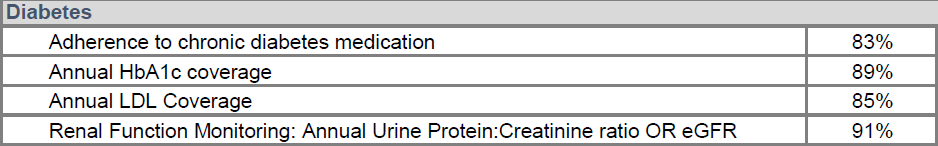 Diabetes
Adherence to chronic diabetes medication 83%
Annual HbA1c coverage 89%
Annual LDL Coverage 85%
Renal Function Monitoring: Annual Urine Protein:Creatinine ratio OR eGFR 91%